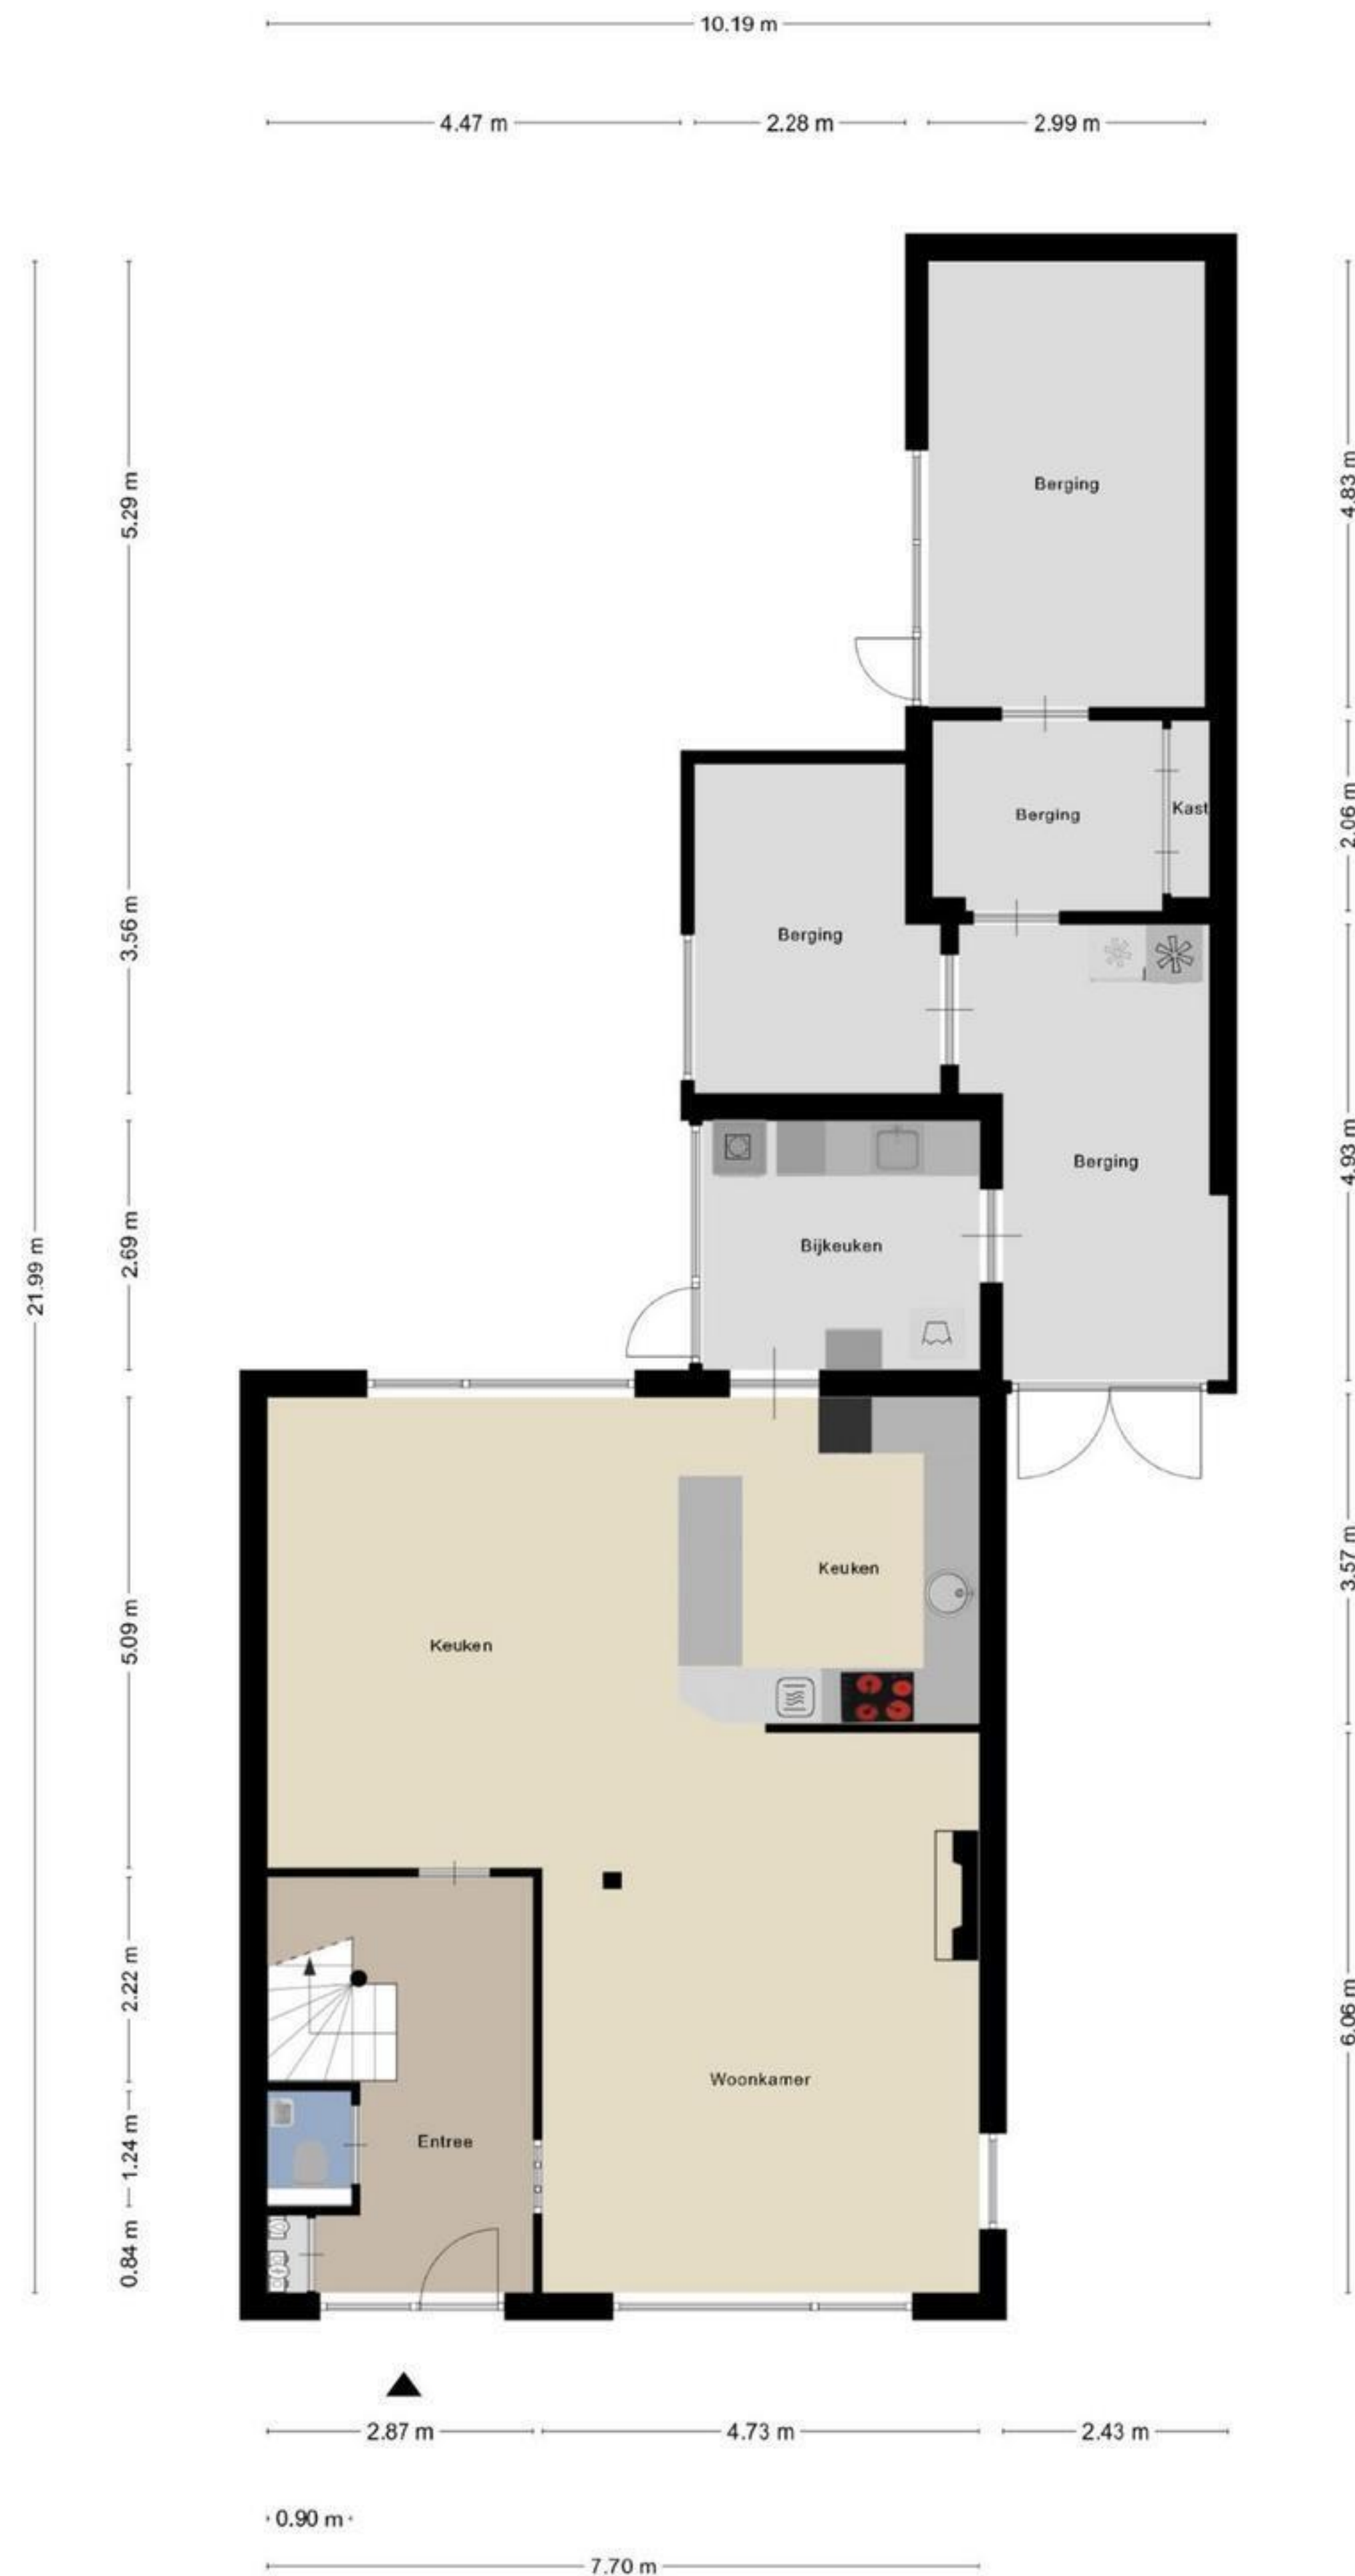 10.19 m
4.47 m
2.28 m
2.99 m
21.99 m
5.29 m
3.56 m
2.69 m
5.09 m
2.22 m
1.24 m
0.84 m
4.83 m
2.06 m
4.93 m
3.57 m
6.06 m
Berging
Berging
Kast
Berging
Berging
Bijkeuken
Keuken
Keuken
Woonkamer
Entree
2.87 m
4.73 m
2.43 m
0.90 m
7.70 m